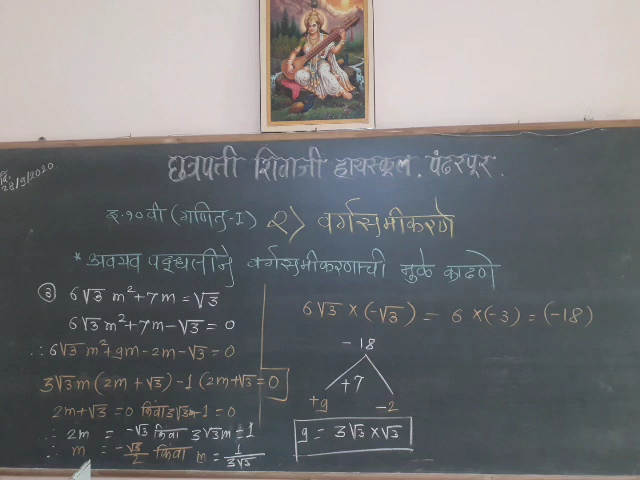 दि. 28/9/2020
छत्रपती शिवाजी हायस्कूल. पंढरपूर.
इ.१०वी (गणित-I) २) वर्गसमीकरणे
* अवयव पद्धतीने वर्गसमीकरणाची मुळे काढणे
③ 6√3 m²+7m = √3
6√3 m²+7m-√3 = 0
∴ 6√3 m²+9m-2m-√3 = 0
3√3m(2m+√3)-1(2m+√3)=0
2m+√3 = 0 किंवा 3√3m-1 = 0
∴ 2m = -√3 किंवा 3√3m = 1
∴ m = -√3/2 किंवा m = 1/3√3
6√3 × (-√3) = 6 × (-3) = (-18)
-18
+7
+9 -2
9 = 3√3 × √3